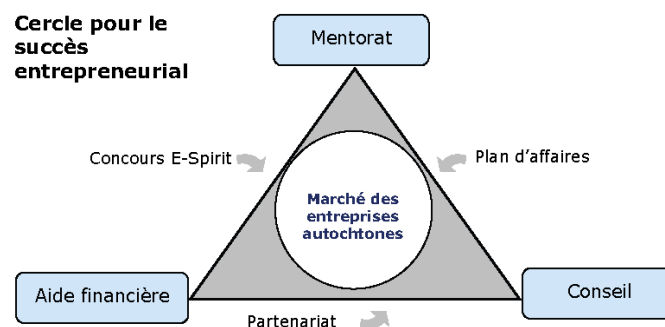 Cercle pour le
succès
entrepreneurial
Mentorat
Concours E-Spirit
Plan d'affaires
Marché des
entreprises
autochtones
Aide financière
Conseil
Partenariat